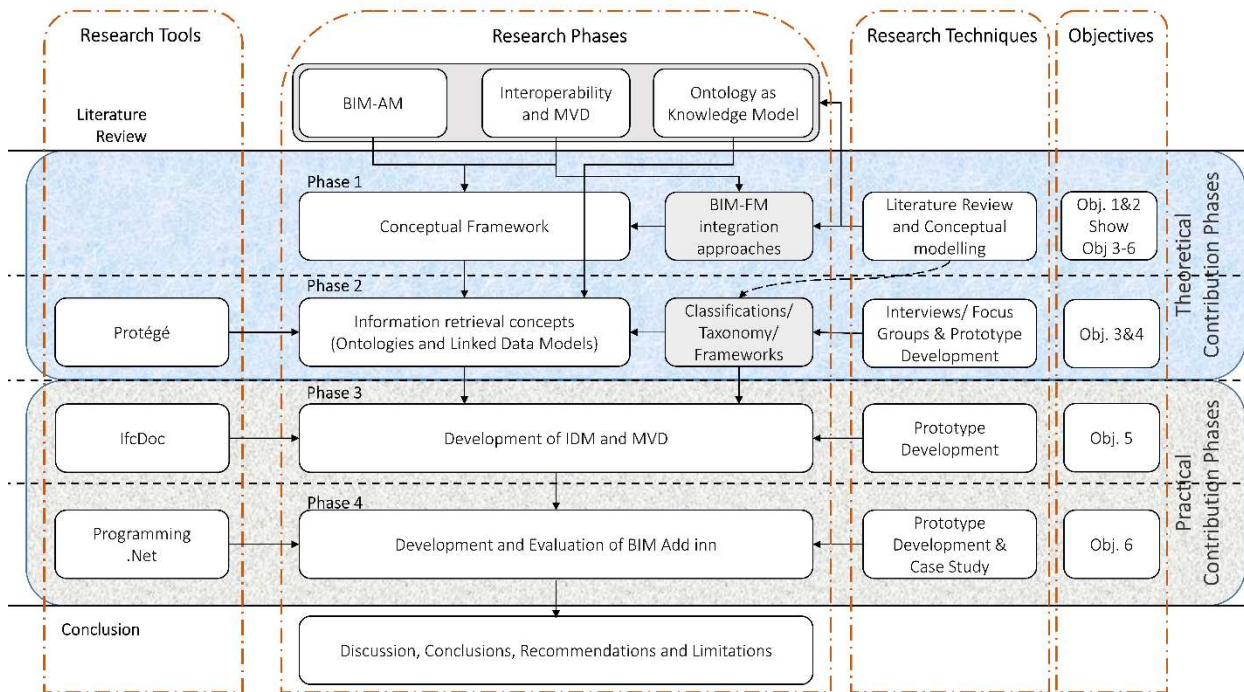 Research Tools
Research Phases
Research Techniques
Objectives
Literature
Review
BIM-AM
Interoperability
and MVD
Ontology as
Knowledge Model
Phase 1
Conceptual Framework
BIM-FM
integration
approaches
Literature Review
and Conceptual
modelling
Obj. 1&2
Show
Obj 3-6
Theoretical
Contribution Phases
Phase 2
Protégé
Information retrieval concepts
(Ontologies and Linked Data Models)
Classifications/
Taxonomy/
Frameworks
Interviews/ Focus
Groups & Prototype
Development
Obj. 3&4
Phase 3
IfcDoc
Development of IDM and MVD
Prototype
Development
Obj. 5
Practical
Contribution Phases
Phase 4
Programming
.Net
Development and Evaluation of BIM Add inn
Prototype
Development &
Case Study
Obj. 6
Conclusion
Discussion, Conclusions, Recommendations and Limitations